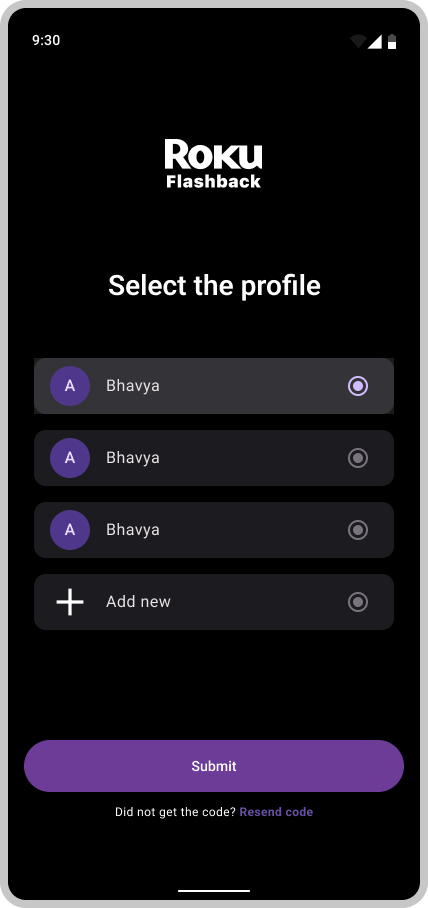 9:30
Roku
Flashback
Select the profile
A Bhavya
A Bhavya
A Bhavya
Add new
Submit
Did not get the code? Resend code